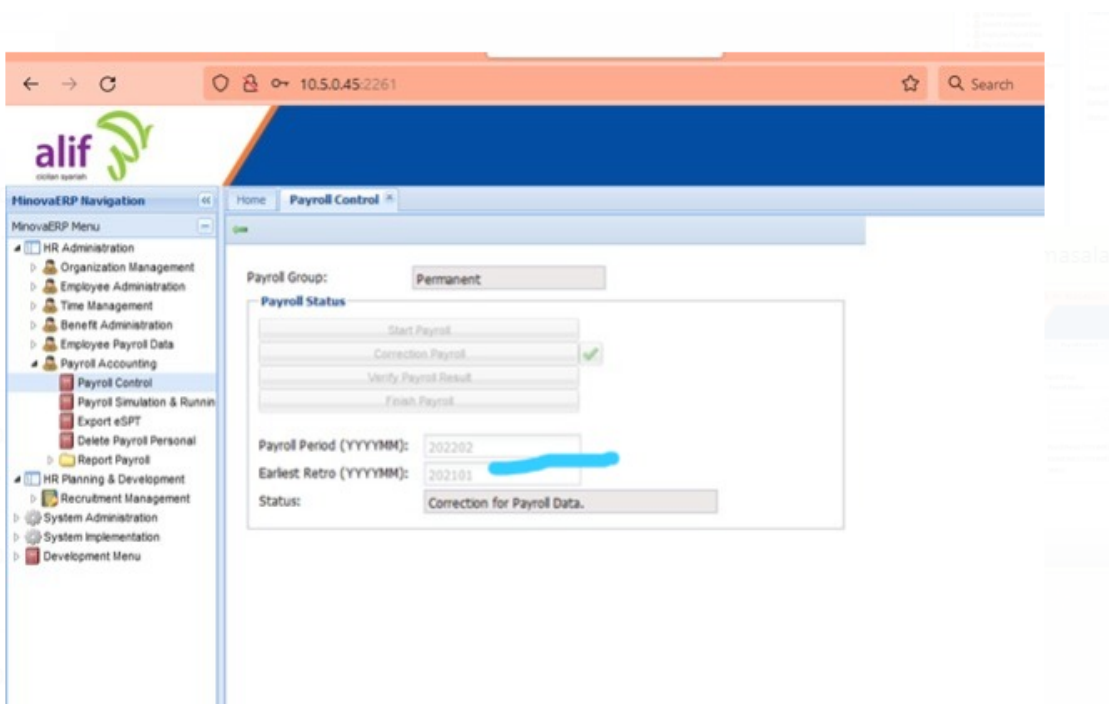 10.5.0.45:2261
Search
alif
cicilan syariah
MinovaERP Navigation
Home
Payroll Control
MinovaERP Menu
HR Administration
Organization Management
Employee Administration
Time Management
Benefit Administration
Employee Payroll Data
Payroll Accounting
Payroll Control
Payroll Simulation & Runnin
Export eSPT
Delete Payroll Personal
Report Payroll
HR Planning & Development
Recruitment Management
System Administration
System Implementation
Development Menu
Payroll Group:
Permanent
Payroll Status
Start Payroll
Correction Payroll
Verify Payroll Result
Finish Payroll
Payroll Period (YYYYMM):
202202
Earliest Retro (YYYYMM):
202101
Status:
Correction for Payroll Data.